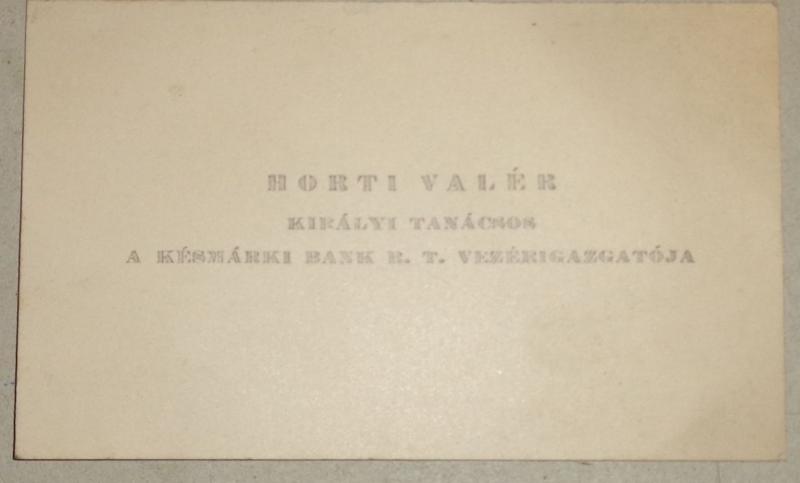 HORTI VALÉR
KIRÁLYI TANÁCSOS
A KÉSMÁRKI BANK R. T. VEZÉRIGAZGATÓJA